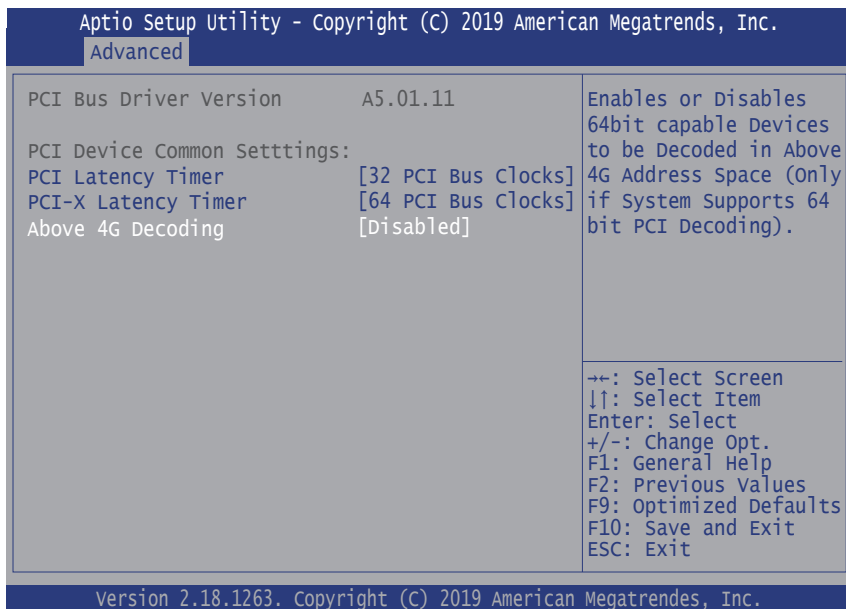 Aptio Setup Utility - Copyright (C) 2019 American Megatrends, Inc.
Advanced
PCI Bus Driver Version A5.01.11
PCI Device Common Setttings:
PCI Latency Timer [32 PCI Bus Clocks]
PCI-X Latency Timer [64 PCI Bus Clocks]
Above 4G Decoding [Disabled]
Enables or Disables
64bit capable Devices
to be Decoded in Above
4G Address Space (Only
if System Supports 64
bit PCI Decoding).
→←: Select Screen
↓↑: Select Item
Enter: Select
+/-: Change Opt.
F1: General Help
F2: Previous Values
F9: Optimized Defaults
F10: Save and Exit
ESC: Exit
Version 2.18.1263. Copyright (C) 2019 American Megatrendes, Inc.